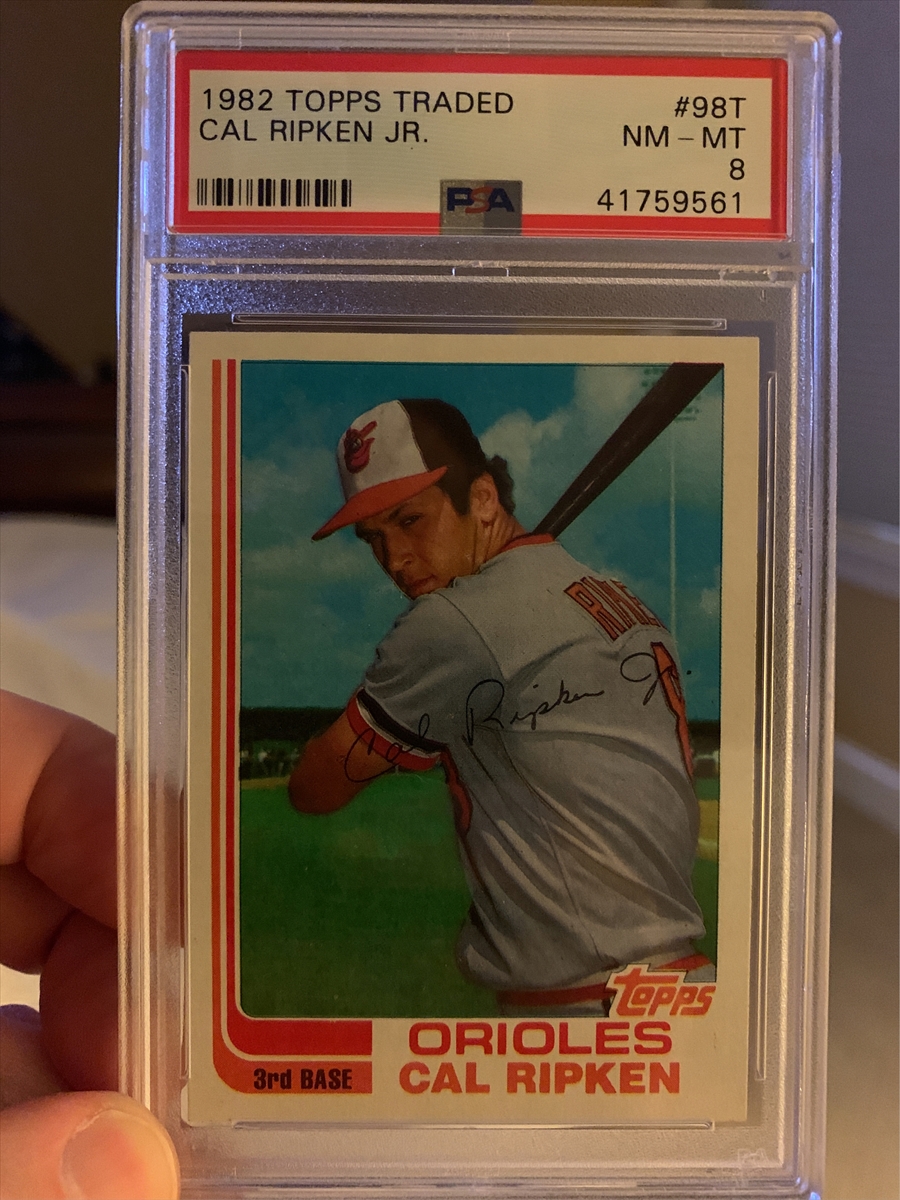 1982 TOPPS TRADED #98T
CAL RIPKEN JR. NM - MT
8
PSA 41759561
Cal Ripken Jr.
topps
ORIOLES
3rd BASE CAL RIPKEN